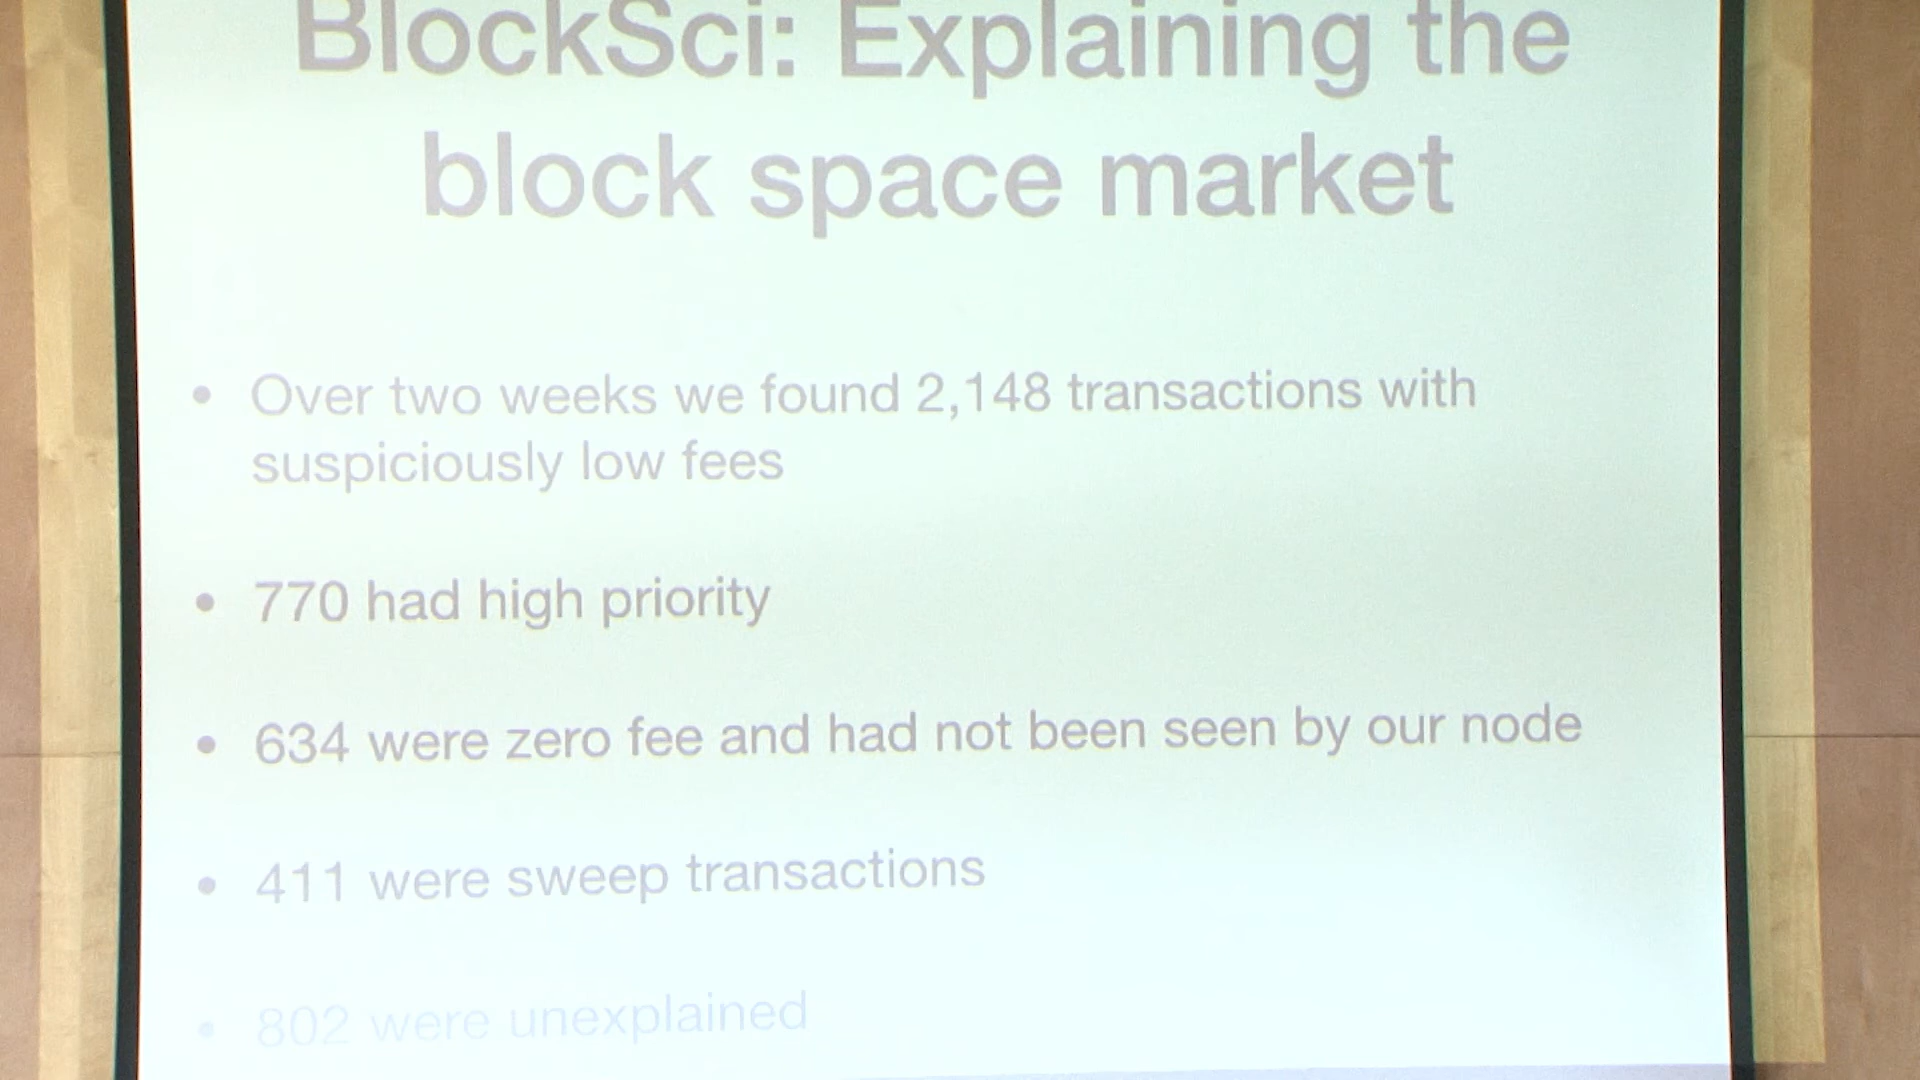 BlockSci: Explaining the
block space market
• Over two weeks we found 2,148 transactions with
suspiciously low fees
• 770 had high priority
• 634 were zero fee and had not been seen by our node
• 411 were sweep transactions
• 802 were unexplained